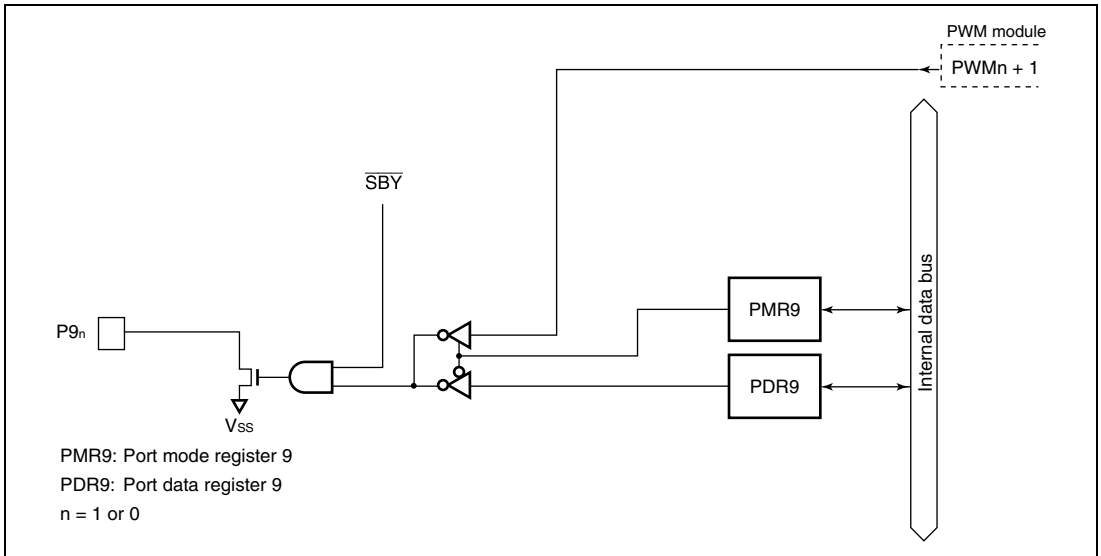 PWM module
PWMn + 1
SBY
PMR9
P9n
PDR9
Internal data bus
VSS
PMR9: Port mode register 9
PDR9: Port data register 9
n = 1 or 0